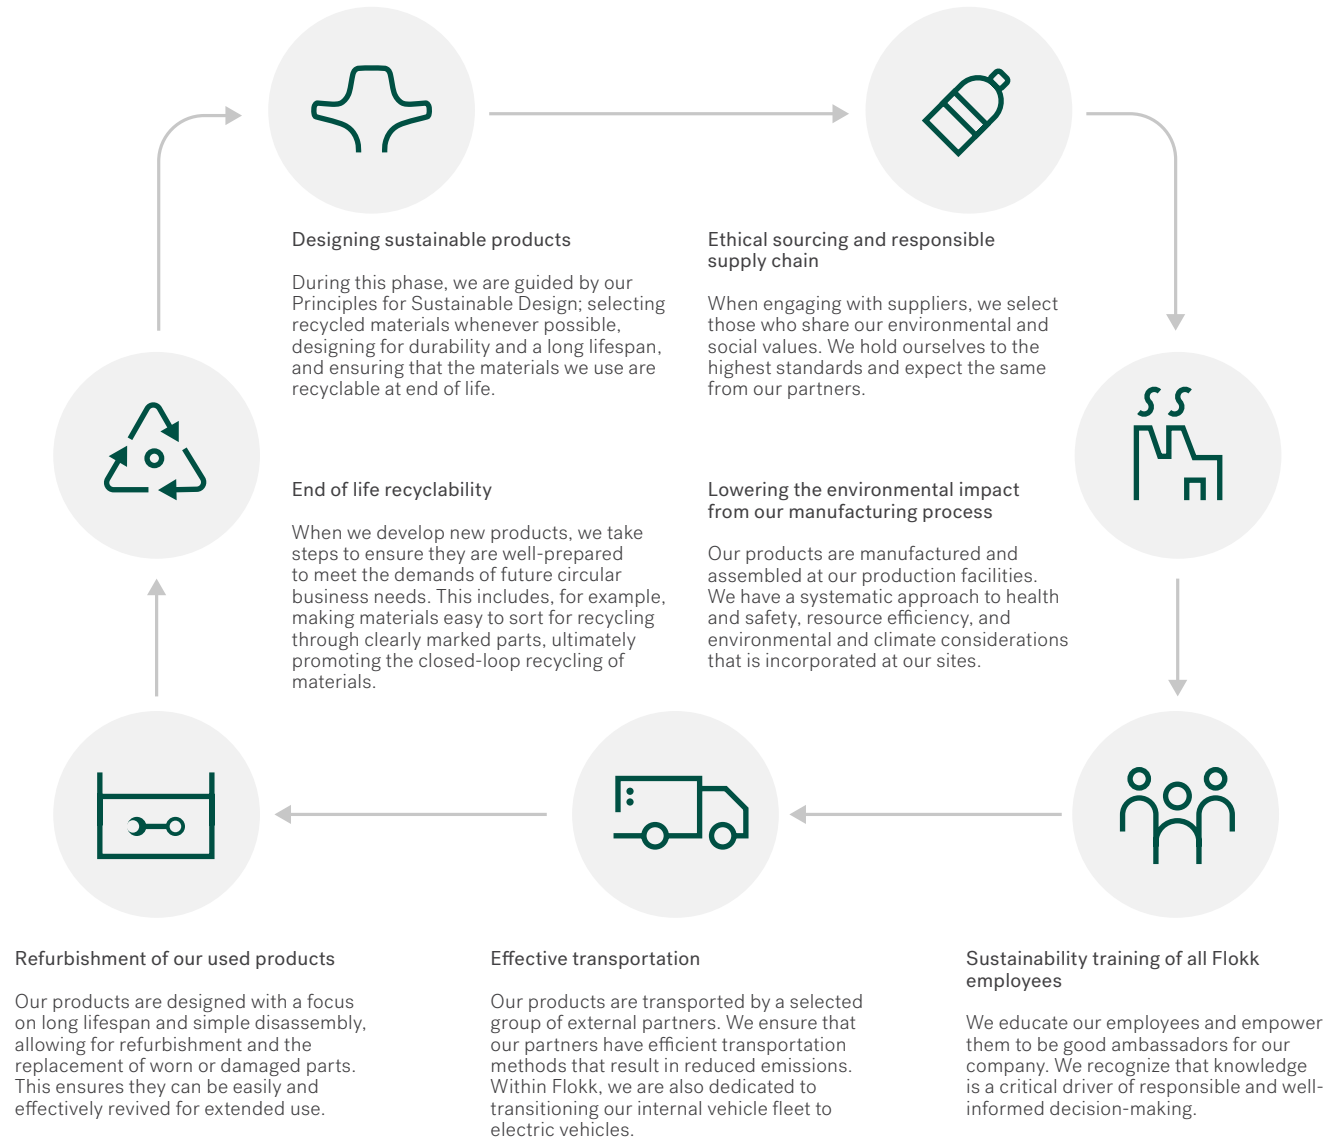 Designing sustainable products
During this phase, we are guided by our
Principles for Sustainable Design; selecting
recycled materials whenever possible,
designing for durability and a long lifespan,
and ensuring that the materials we use are
recyclable at end of life.
Ethical sourcing and responsible
supply chain
When engaging with suppliers, we select
those who share our environmental and
social values. We hold ourselves to the
highest standards and expect the same
from our partners.
End of life recyclability
When we develop new products, we take
steps to ensure they are well-prepared
to meet the demands of future circular
business needs. This includes, for example,
making materials easy to sort for recycling
through clearly marked parts, ultimately
promoting the closed-loop recycling of
materials.
Lowering the environmental impact
from our manufacturing process
Our products are manufactured and
assembled at our production facilities.
We have a systematic approach to health
and safety, resource efficiency, and
environmental and climate considerations
that is incorporated at our sites.
Refurbishment of our used products
Our products are designed with a focus
on long lifespan and simple disassembly,
allowing for refurbishment and the
replacement of worn or damaged parts.
This ensures they can be easily and
effectively revived for extended use.
Effective transportation
Our products are transported by a selected
group of external partners. We ensure that
our partners have efficient transportation
methods that result in reduced emissions.
Within Flokk, we are also dedicated to
transitioning our internal vehicle fleet to
electric vehicles.
Sustainability training of all Flokk
employees
We educate our employees and empower
them to be good ambassadors for our
company. We recognize that knowledge
is a critical driver of responsible and well-
informed decision-making.